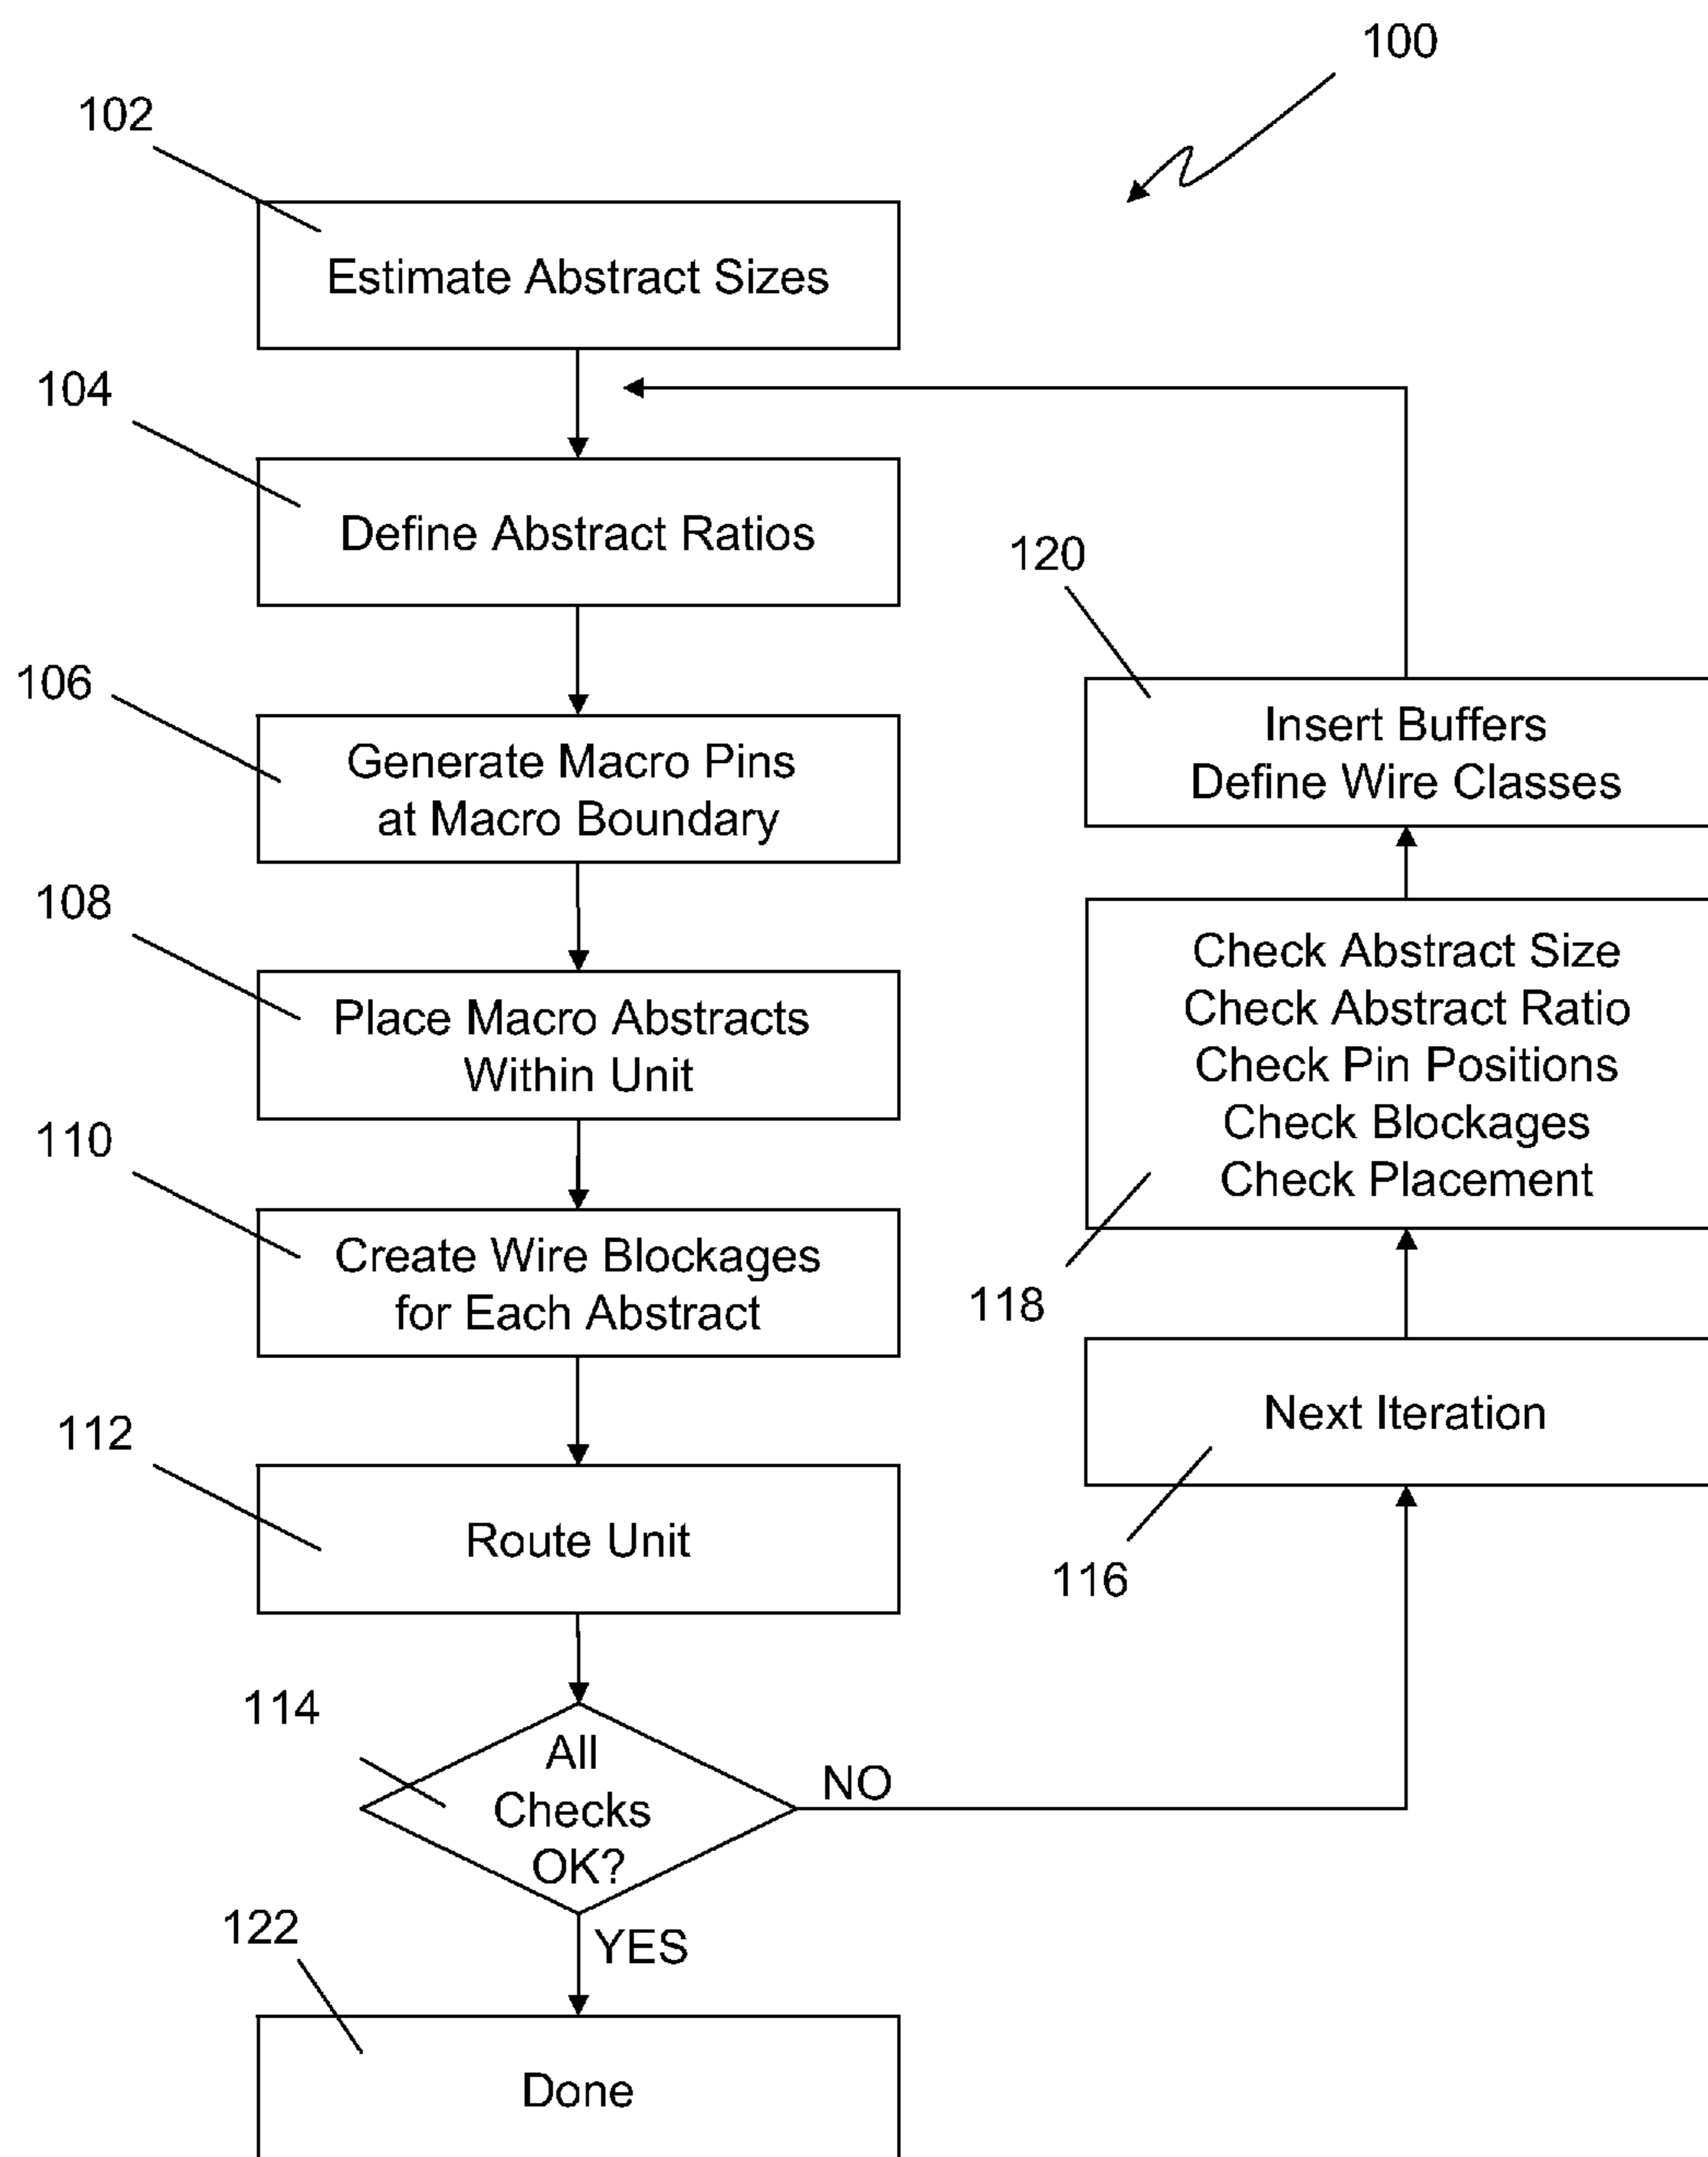 100
102
Estimate Abstract Sizes
104
Define Abstract Ratios
106
Generate Macro Pins
at Macro Boundary
108
Place Macro Abstracts
Within Unit
110
Create Wire Blockages
for Each Abstract
112
Route Unit
114
All
Checks
OK?
NO
YES
122
Done
120
Insert Buffers
Define Wire Classes
Check Abstract Size
Check Abstract Ratio
Check Pin Positions
Check Blockages
Check Placement
118
Next Iteration
116